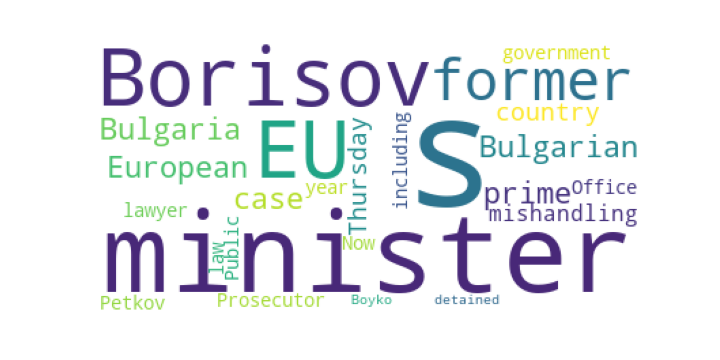 government
Borisov former
country
Bulgaria EU S Bulgarian
European Thursday including
case year prime Office
lawyer mishandling
minister
law Public Now
Petkov Prosecutor Boyko detained